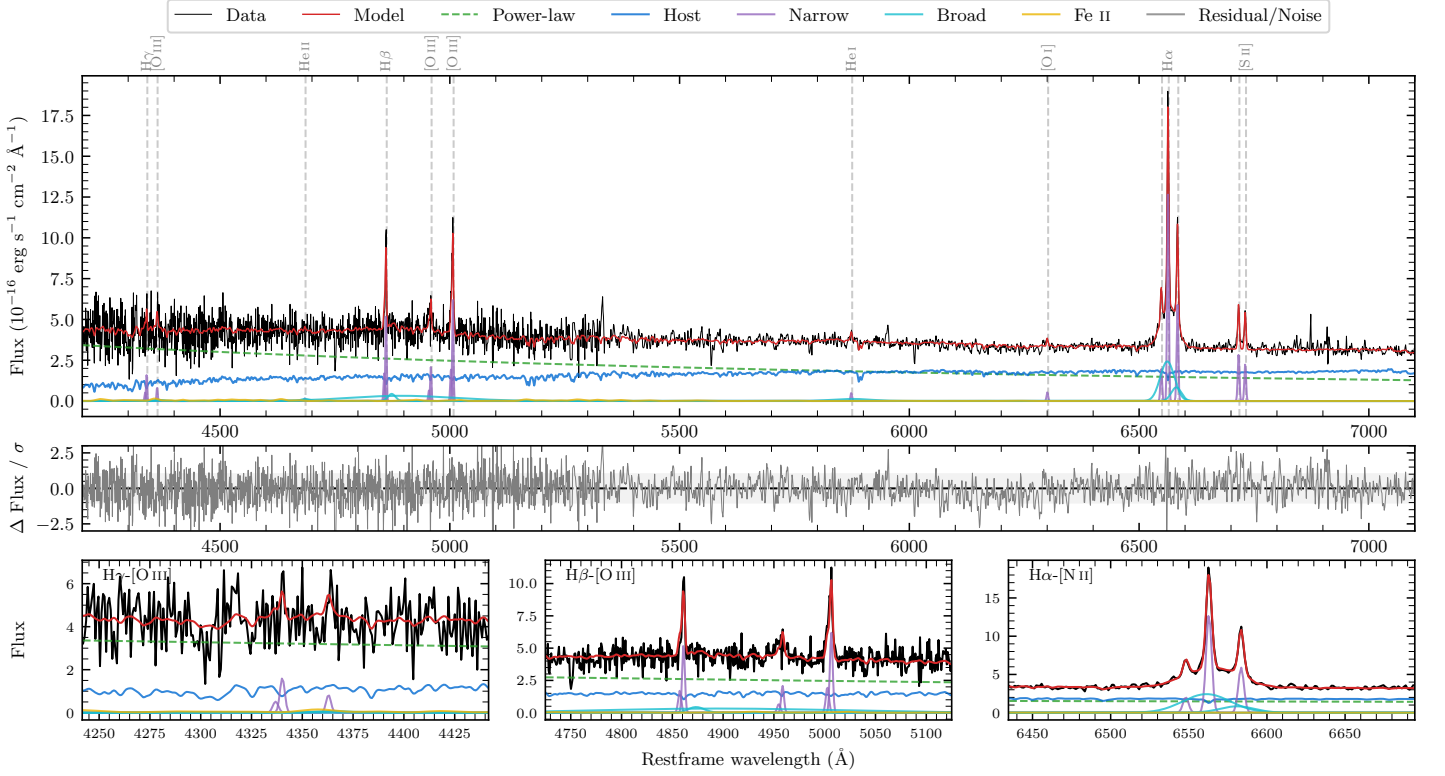 Data Model Power-law Host Narrow Broad Fe II Residual/Noise
Hγ [O III] He II Hβ [O III] [O III] He I [O I] Hα [S II]
Flux (10⁻¹⁶ erg s⁻¹ cm⁻² Å⁻¹)
17.5
15.0
12.5
10.0
7.5
5.0
2.5
0.0
4500 5000 5500 6000 6500 7000
Δ Flux / σ
2.5
0.0
−2.5
4500 5000 5500 6000 6500 7000
Flux
Hγ-[O III]
6
4
2
0
4250 4275 4300 4325 4350 4375 4400 4425
Hβ-[O III]
10.0
7.5
5.0
2.5
0.0
4750 4800 4850 4900 4950 5000 5050 5100
Hα-[N II]
15
10
5
0
6450 6500 6550 6600 6650
Restframe wavelength (Å)